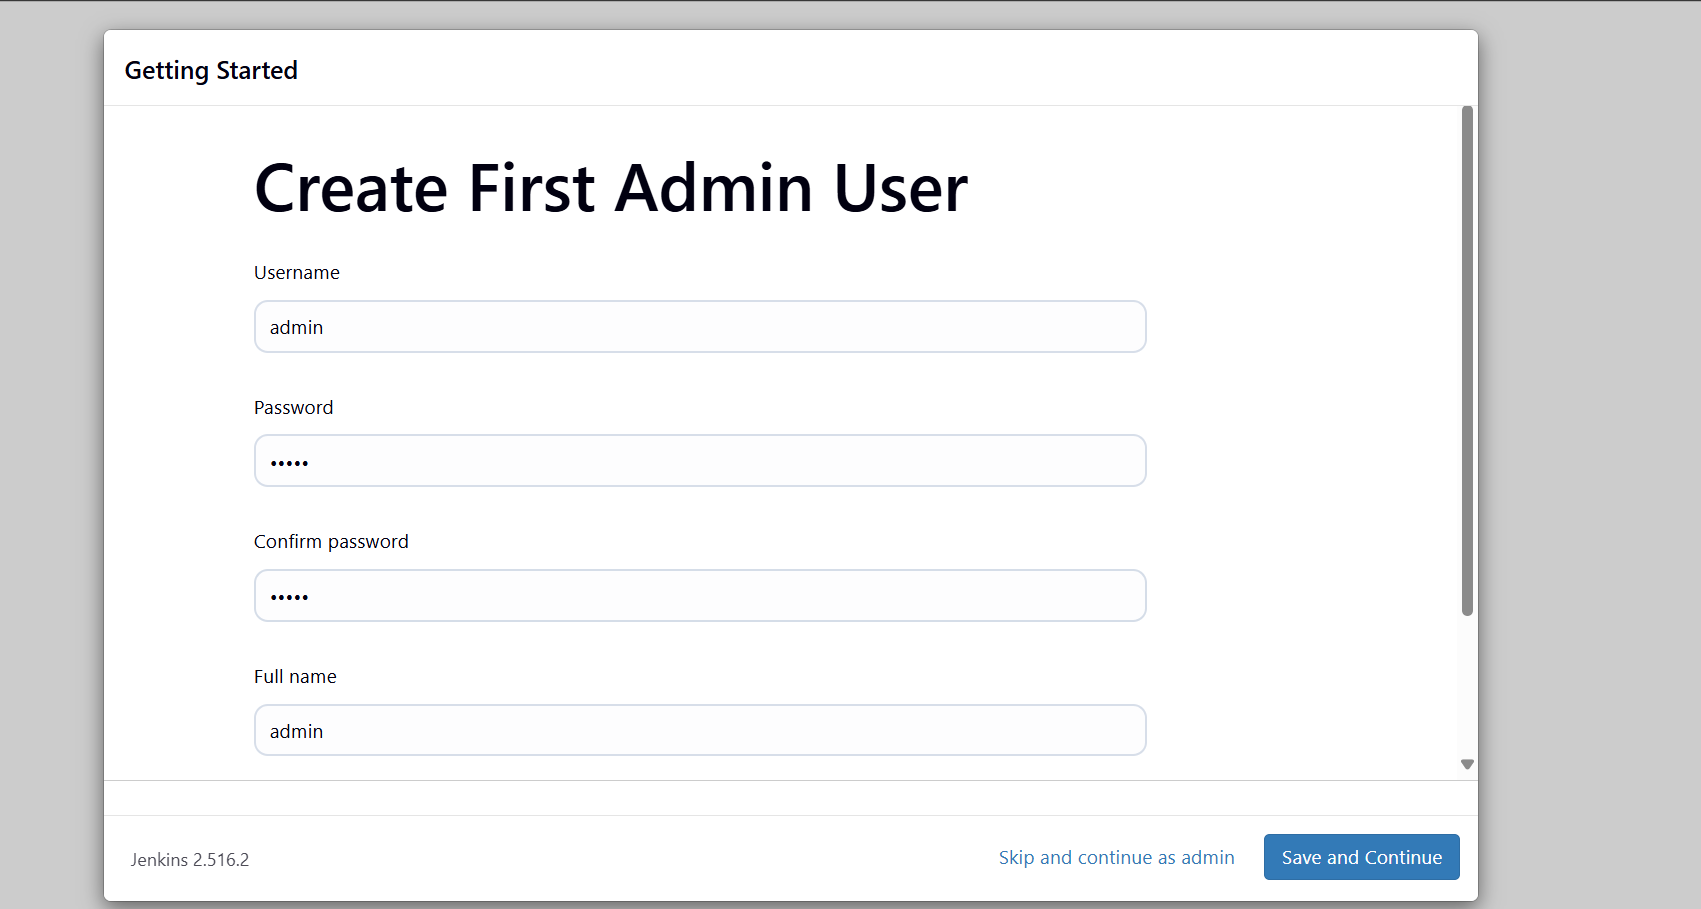 Getting Started
Create First Admin User
Username
admin
Password
•••••
Confirm password
•••••
Full name
admin
Jenkins 2.516.2
Skip and continue as admin
Save and Continue